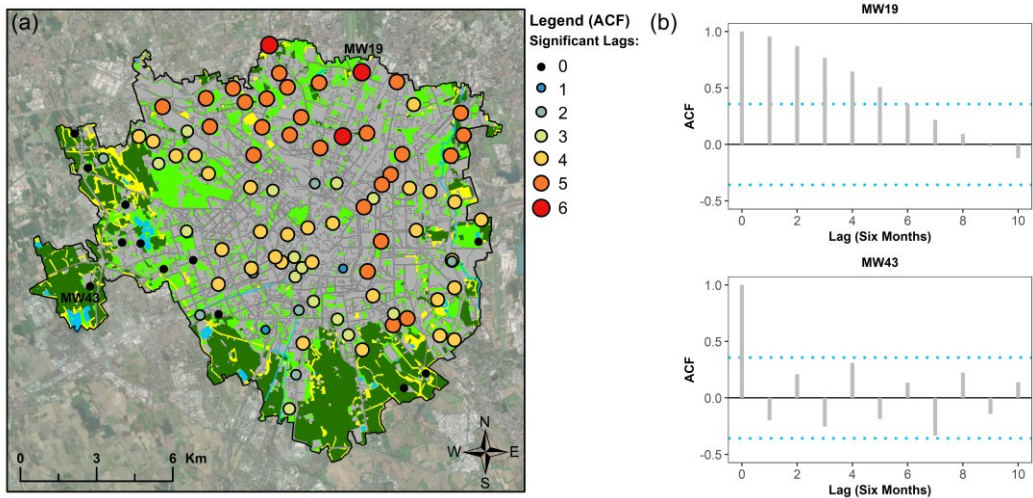 (a)
MW19
MW43
0 3 6 Km
N
W E
S
Legend (ACF)
Significant Lags:
0
1
2
3
4
5
6
(b)
MW19
1.0
0.5
0.0
-0.5
ACF
0 2 4 6 8 10
Lag (Six Months)
MW43
1.0
0.5
0.0
-0.5
ACF
0 2 4 6 8 10
Lag (Six Months)